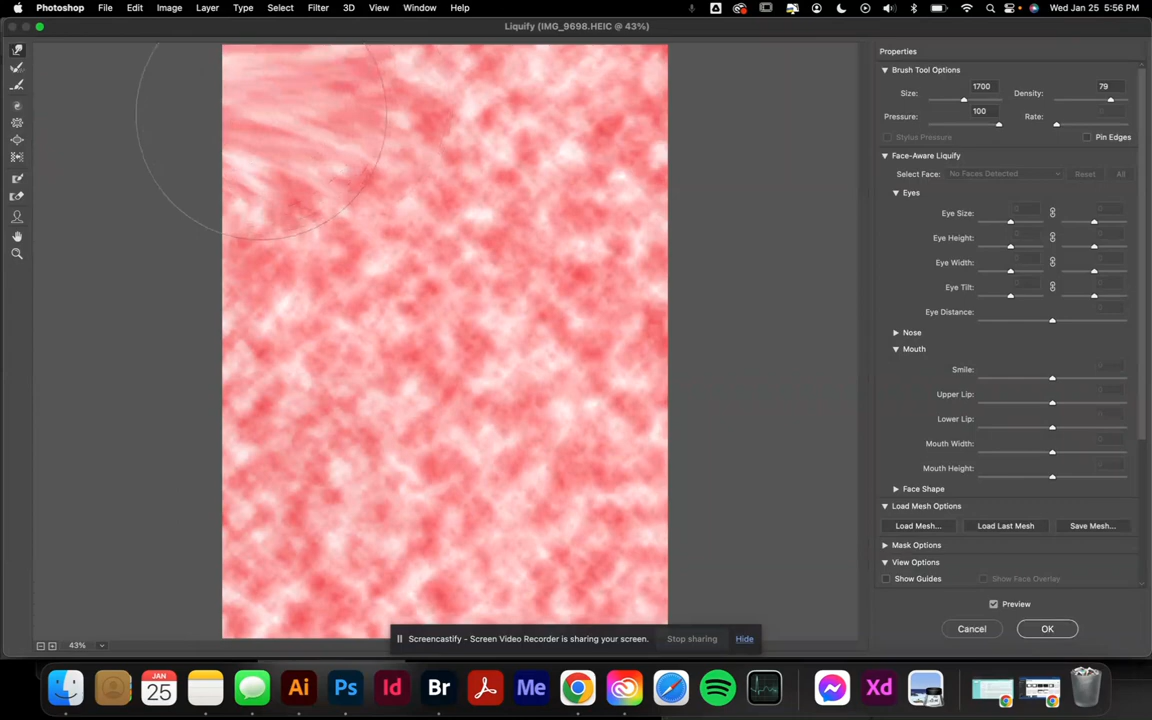 Photoshop File Edit Image Layer Select Filter 3D View Window Help Wed Jan 25 5:56 PM
Liquify (IMG_9698.HEIC @ 43%)
Properties
Brush Tool Options
Size: 1700 Density: 79
Pressure: 100 Rate:
Stylus Pressure Pin Edges
Face-Aware Liquify
Select Face: No Faces Detected Reset All
Eyes
Eye Size:
Eye Height:
Eye Width:
Eye Tilt:
Eye Distance:
Nose
Mouth
Smile:
Upper Lip:
Lower Lip:
Mouth Width:
Mouth Height:
Face Shape
Load Mesh Options
Load Mesh... Load Last Mesh Save Mesh...
Mask Options
View Options
Show Guides Show Face Overlay
Preview
Cancel OK
43%
Screencastify - Screen Video Recorder is sharing your screen. Stop sharing Hide
JAN
25
Ai Ps Id Br Me Xd